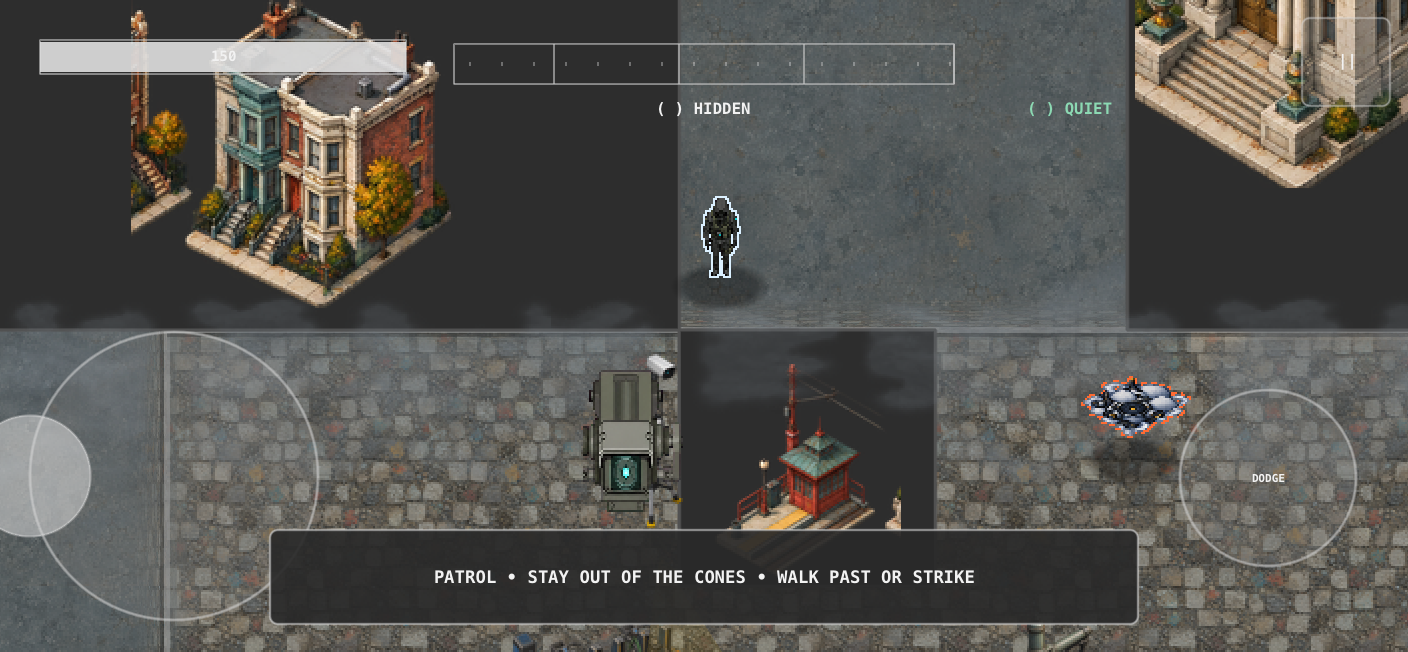 150
( ) HIDDEN
( ) QUIET
DODGE
PATROL • STAY OUT OF THE CONES • WALK PAST OR STRIKE